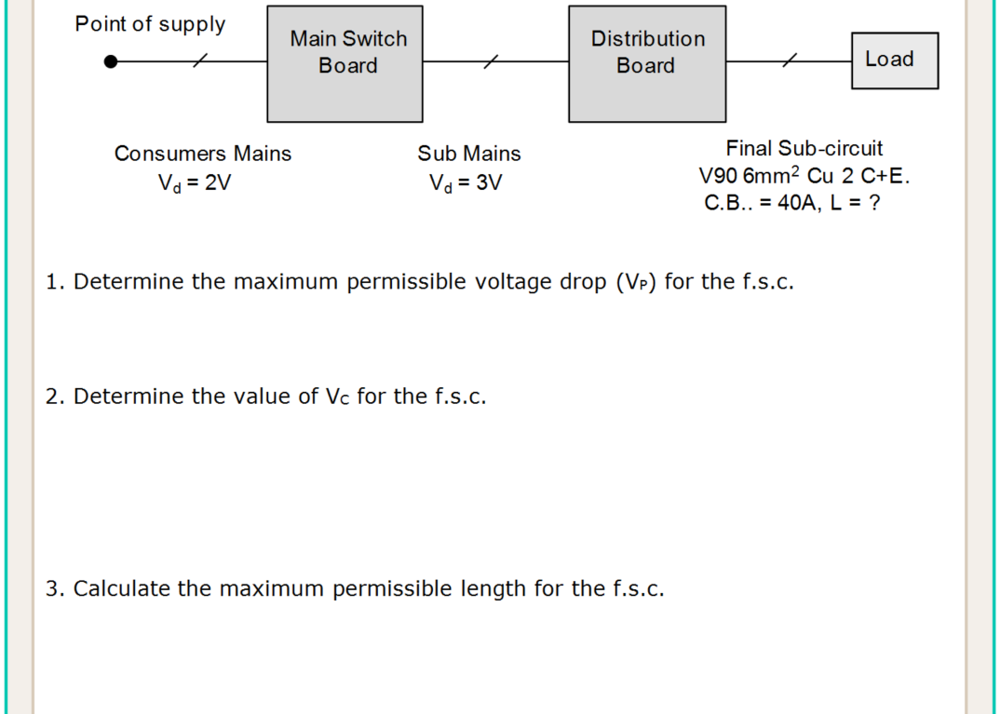 Point of supply
Main Switch
Board
Distribution
Board
Load
Consumers Mains
Vd = 2V
Sub Mains
Vd = 3V
Final Sub-circuit
V90 6mm² Cu 2 C+E.
C.B.. = 40A, L = ?
1. Determine the maximum permissible voltage drop (VP) for the f.s.c.
2. Determine the value of VC for the f.s.c.
3. Calculate the maximum permissible length for the f.s.c.